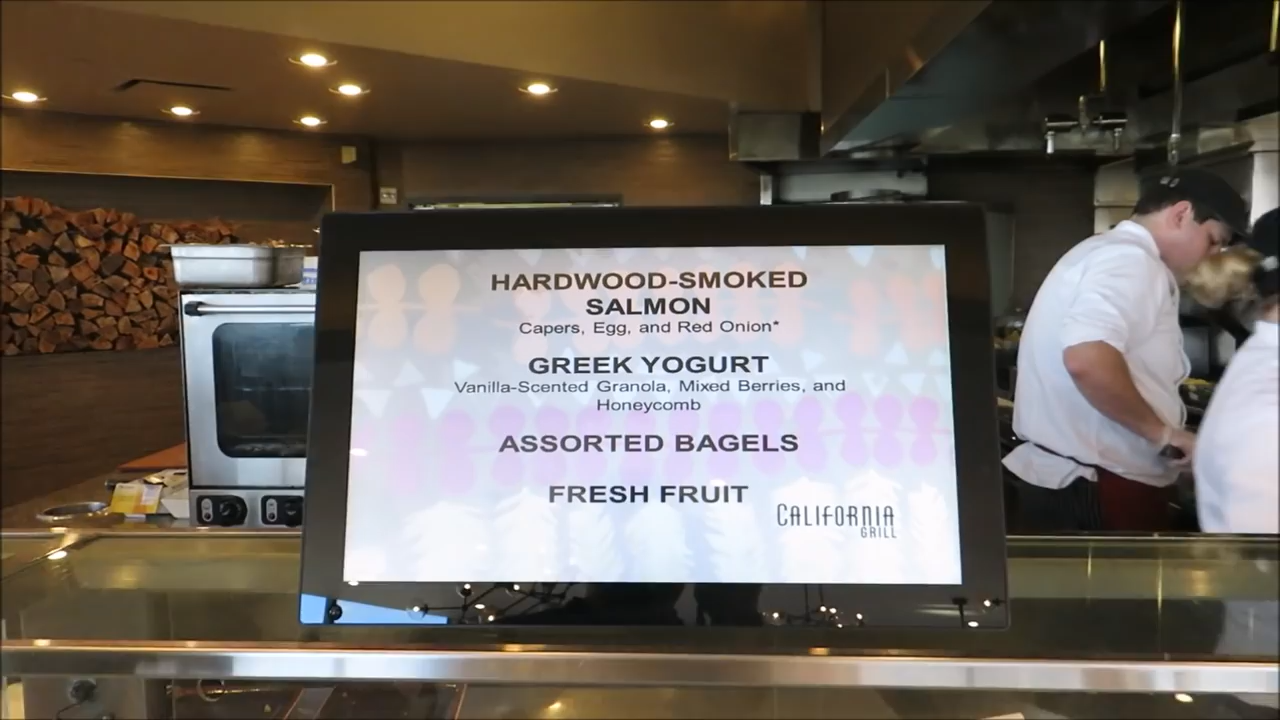 HARDWOOD-SMOKED
SALMON
Capers, Egg, and Red Onion*
GREEK YOGURT
Vanilla-Scented Granola, Mixed Berries, and
Honeycomb
ASSORTED BAGELS
FRESH FRUIT
CALIFORNIA
GRILL